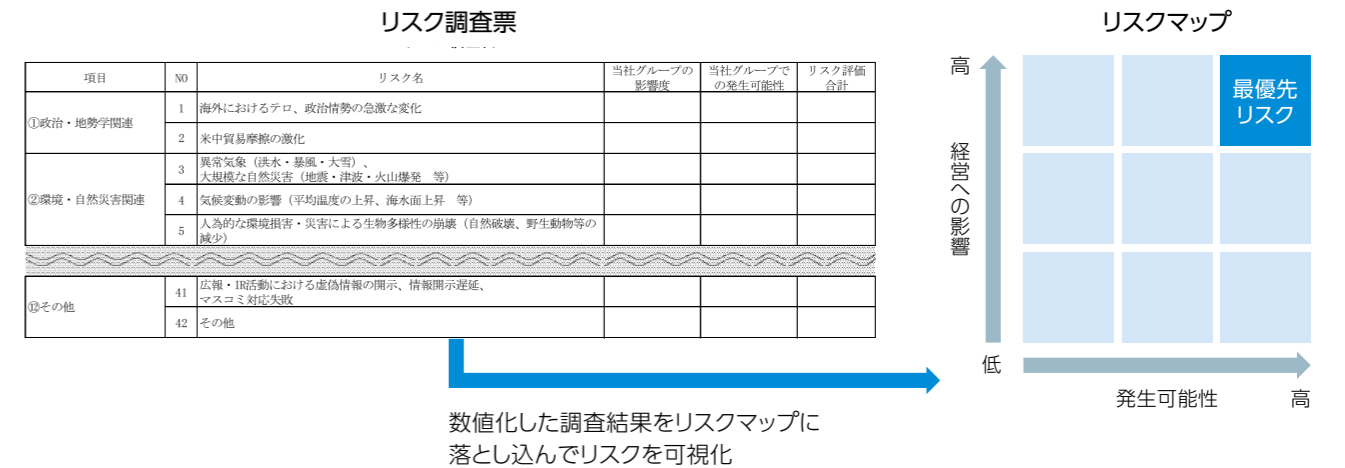 リスク調査票
項目 N0 リスク名 当社グループの影響度 当社グループでの発生可能性 リスク評価合計
①政治・地勢学関連
1 海外におけるテロ、政治情勢の急激な変化
2 米中貿易摩擦の激化
②環境・自然災害関連
3 異常気象（洪水・暴風・大雪）、
大規模な自然災害（地震・津波・火山爆発　等）
4 気候変動の影響（平均温度の上昇、海水面上昇　等）
5 人為的な環境損害・災害による生物多様性の崩壊（自然破壊、野生動物等の
減少）
⑫その他
41 広報・IR活動における虚偽情報の開示、情報開示遅延、
マスコミ対応失敗
42 その他
数値化した調査結果をリスクマップに
落とし込んでリスクを可視化
リスクマップ
高
最優先
リスク
経営への影響
低
発生可能性 高